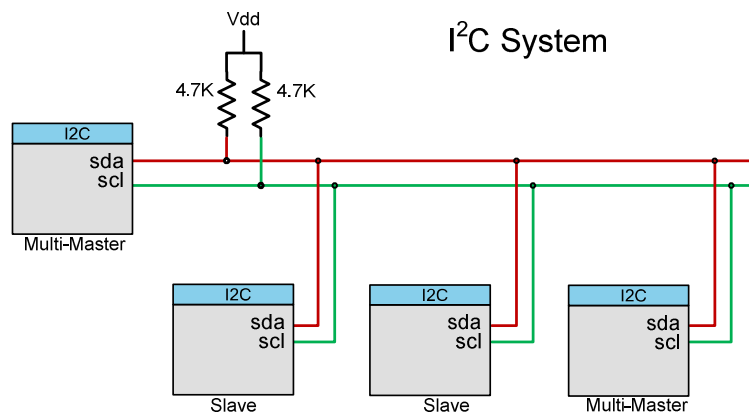 Vdd
I²C System
4.7K
4.7K
I2C
sda
scl
Multi-Master
I2C
sda
scl
Slave
I2C
sda
scl
Slave
I2C
sda
scl
Multi-Master